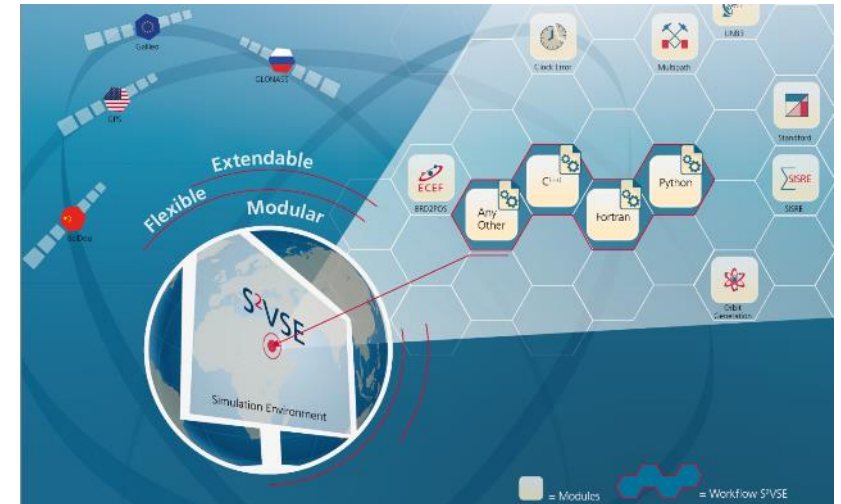 Galileo
GLONASS
GPS
BeiDou
Extendable
Flexible
Modular
S²VSE
Simulation Environment
Clock Error
Multipath
UNB3
Standford
ECEF
BRD2POS
Any
Other
C[++]
Fortran
Python
∑SISRE
SISRE
Orbit
Generation
= Modules
= Workflow S²VSE